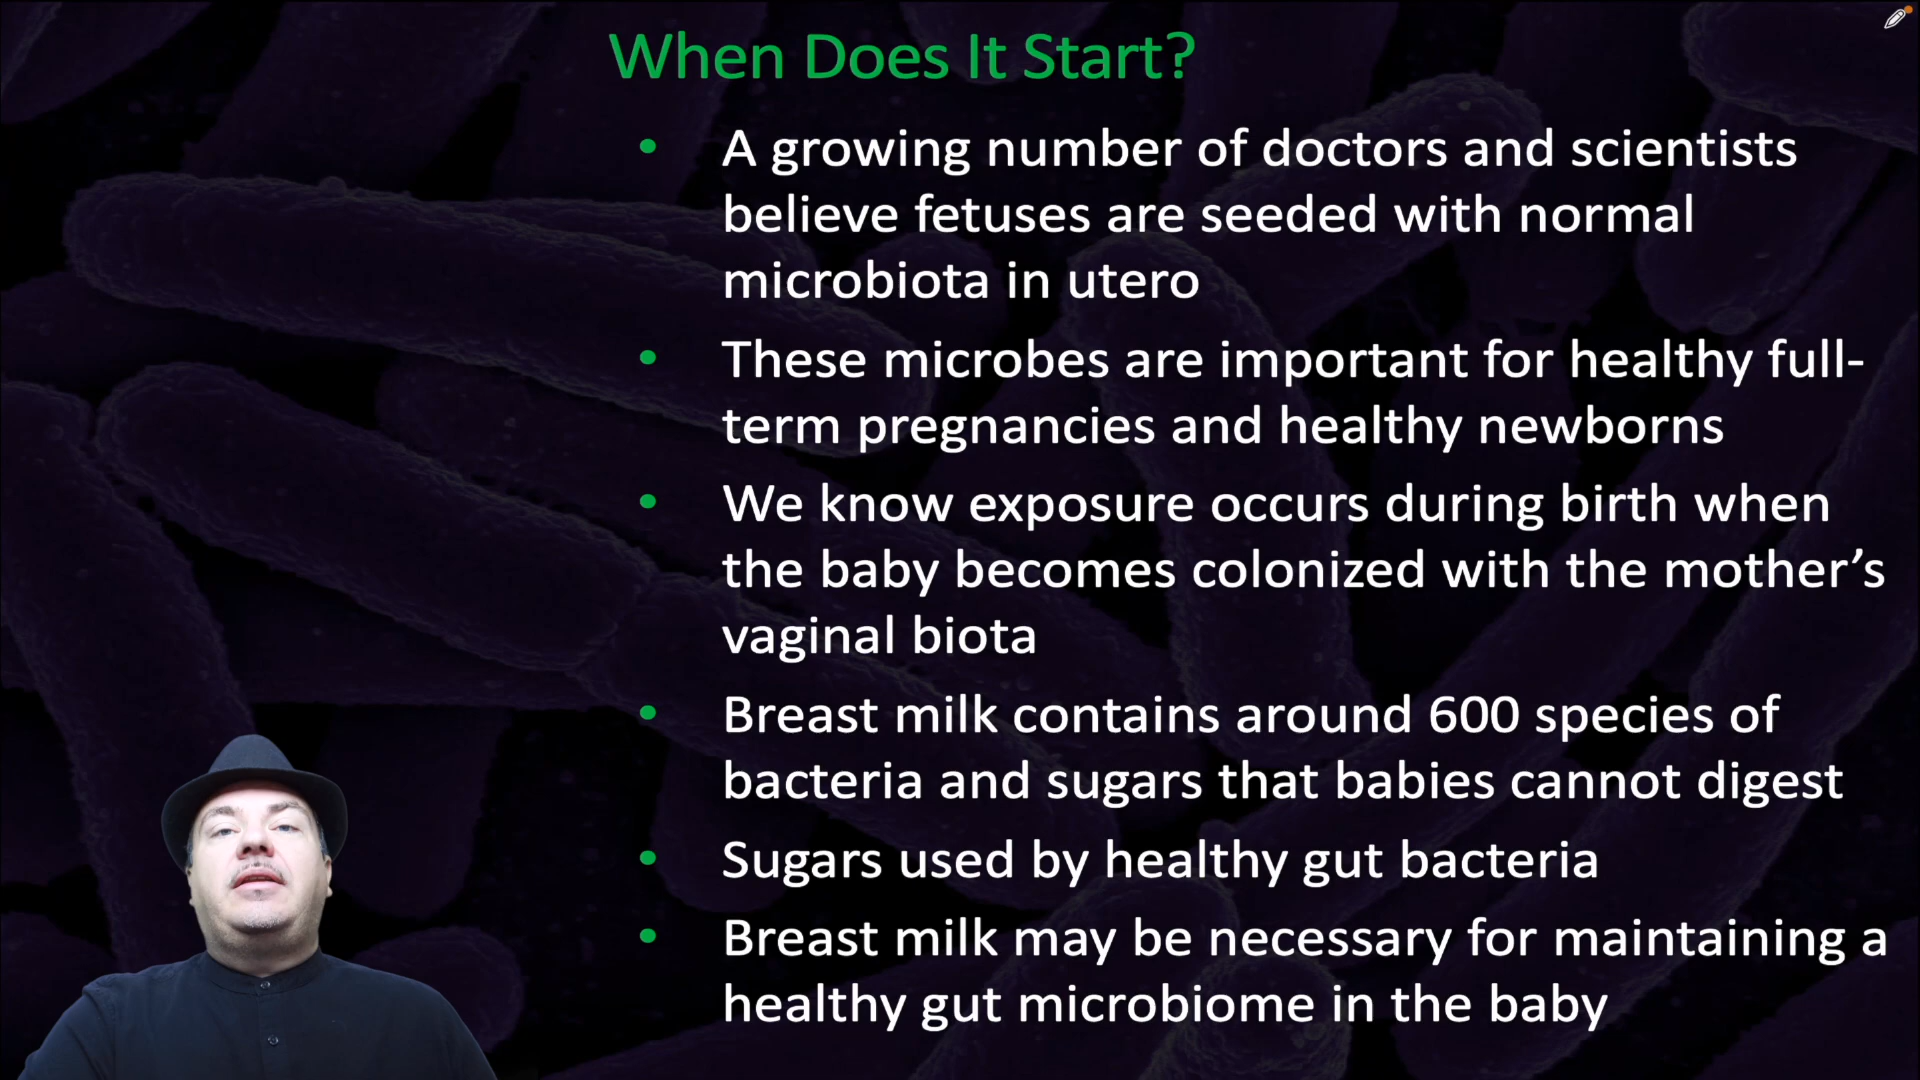 When Does It Start?
• A growing number of doctors and scientists
believe fetuses are seeded with normal
microbiota in utero
• These microbes are important for healthy full-
term pregnancies and healthy newborns
• We know exposure occurs during birth when
the baby becomes colonized with the mother’s
vaginal biota
• Breast milk contains around 600 species of
bacteria and sugars that babies cannot digest
• Sugars used by healthy gut bacteria
• Breast milk may be necessary for maintaining a
healthy gut microbiome in the baby